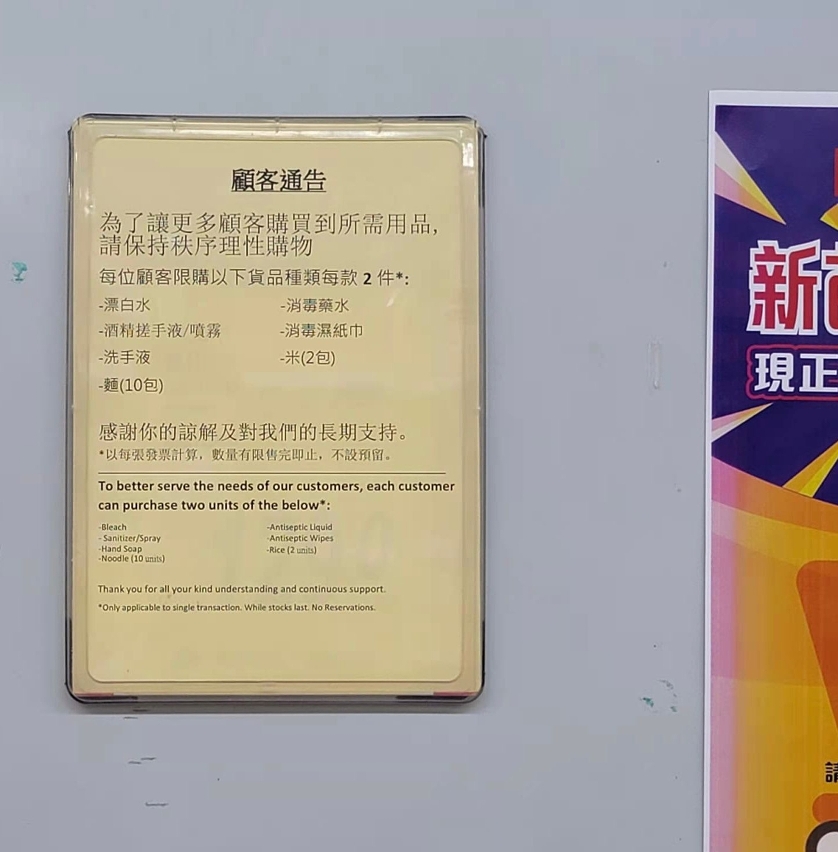 顧客通告
為了讓更多顧客購買到所需用品,
請保持秩序理性購物
每位顧客限購以下貨品種類每款 2 件*:
-漂白水
-消毒藥水
-酒精搓手液/噴霧
-消毒濕紙巾
-洗手液
-米(2包)
-麵(10包)
感謝你的諒解及對我們的長期支持。
*以每張發票計算，數量有限售完即止，不設預留。
To better serve the needs of our customers, each customer
can purchase two units of the below*:
-Bleach
-Antiseptic Liquid
- Sanitizer/Spray
-Antiseptic Wipes
-Hand Soap
-Rice (2 units)
-Noodle (10 units)
Thank you for all your kind understanding and continuous support.
*Only applicable to single transaction. While stocks last. No Reservations.
新
現正